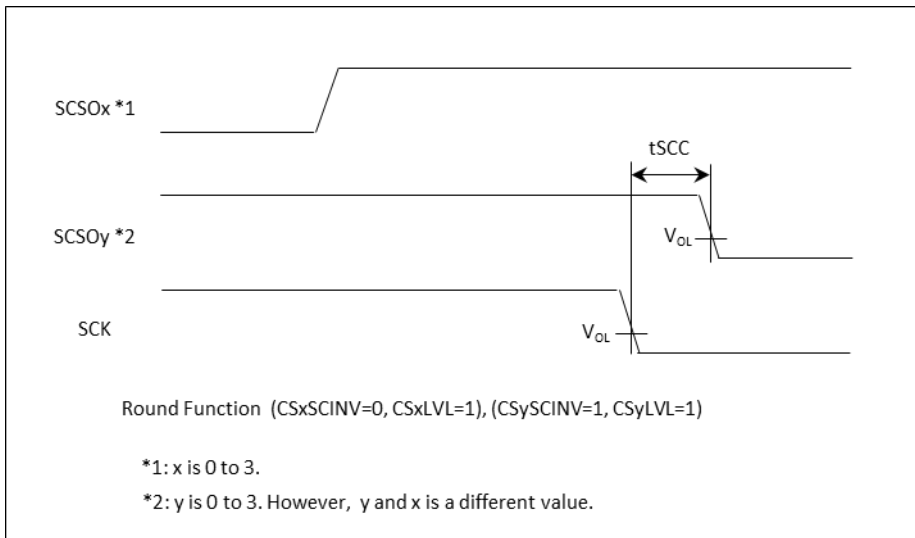 SCSOx *1
tSCC
SCSOy *2
VOL
SCK
VOL
Round Function (CSxSCINV=0, CSxLVL=1), (CSySCINV=1, CSyLVL=1)
*1: x is 0 to 3.
*2: y is 0 to 3. However, y and x is a different value.